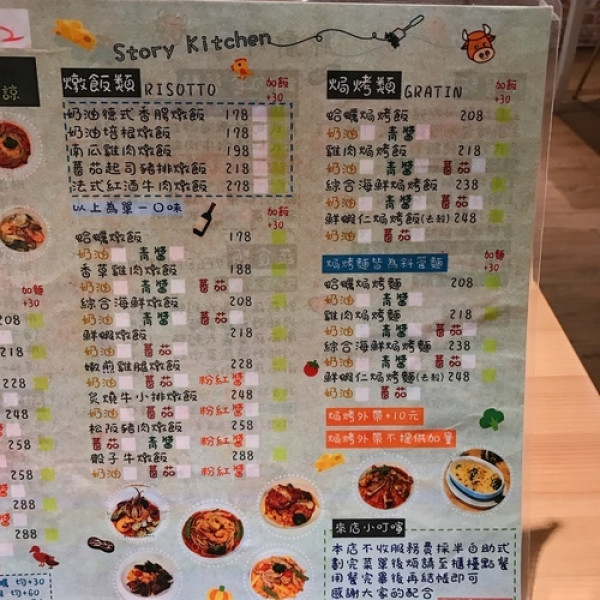 Story Kitchen
諒
燉飯類 RISOTTO 加飯 +30
奶油德式香腸燉飯 178
奶油培根燉飯 178
南瓜雞肉燉飯 198
蕃茄起司豬排燉飯 218
法式紅酒牛肉燉飯 278
以上為單一口味
加飯 +30
蛤蠣燉飯 178
奶油 青醬
香草雞肉燉飯 188
奶油 青醬 蕃茄
綜合海鮮燉飯 208
奶油 青醬 蕃茄
鮮蝦燉飯 218
奶油 蕃茄
嫩煎雞腿燉飯 228
奶油 蕃茄 粉紅醬
炙燒牛小排燉飯 248
奶油 蕃茄 粉紅醬
松阪豬肉燉飯 258
蕃茄 青醬 粉紅醬
骰子牛燉飯 288
奶油 蕃茄 粉紅醬
焗烤類 GRATIN 加飯 +30
蛤蠣焗烤飯 208
奶油 青醬
雞肉焗烤飯 218
奶油 青醬 蕃茄
綜合海鮮焗烤飯 238
奶油 青醬 蕃茄
鮮蝦仁焗烤飯(去殼) 248
奶油 蕃茄
焗烤麵皆為斜管麵 加麵 +30
蛤蠣焗烤麵 208
奶油 青醬
雞肉焗烤麵 218
奶油 青醬 蕃茄
綜合海鮮焗烤麵 238
奶油 青醬 蕃茄
鮮蝦仁焗烤麵(去殼) 248
奶油 蕃茄
焗烤外帶+10元
焗烤外帶不提供加量
來店小叮嚀
本店不收服務費採半自助式
劃完菜單後煩請至櫃檯點餐
用餐完畢後再結帳即可
感謝大家的配合
加麵
+30
208
218
228
248
258
258
288
288
均+30
均+60